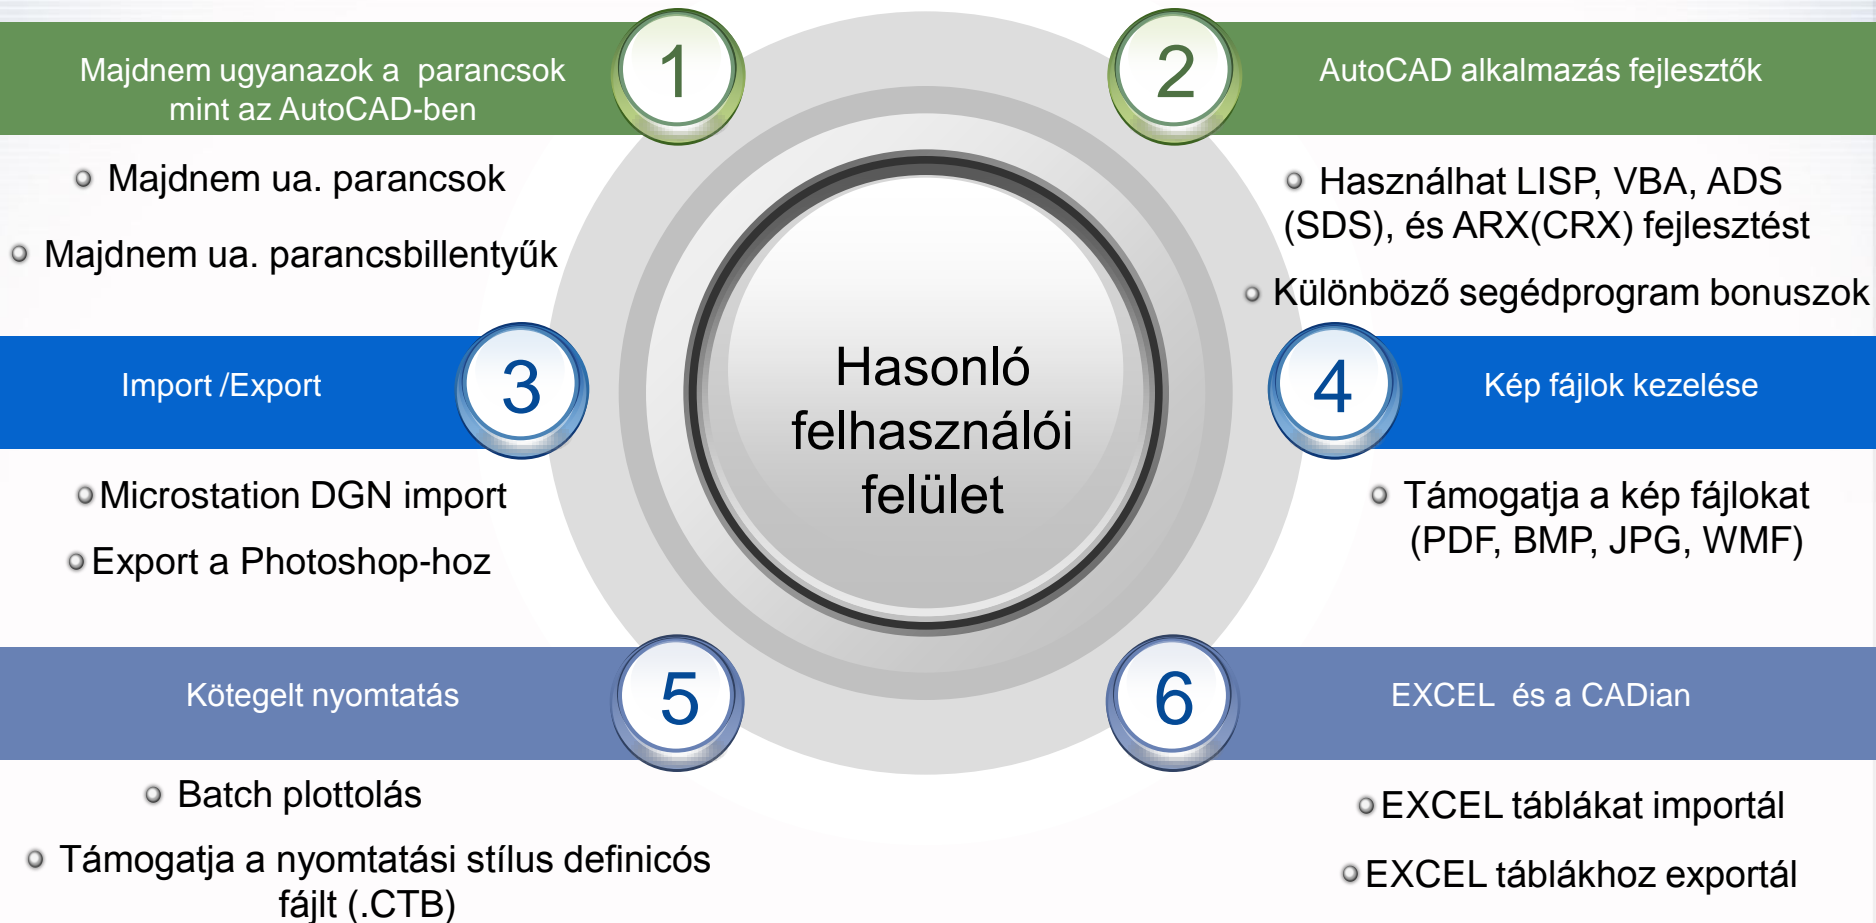 Majdnem ugyanazok a parancsok
mint az AutoCAD-ben
1
Majdnem ua. parancsok
Majdnem ua. parancsbillentyűk
2
AutoCAD alkalmazás fejlesztők
Használhat LISP, VBA, ADS
(SDS), és ARX(CRX) fejlesztést
Különböző segédprogram bonuszok
Hasonló
felhasználói
felület
Import /Export
3
Microstation DGN import
Export a Photoshop-hoz
4
Kép fájlok kezelése
Támogatja a kép fájlokat
(PDF, BMP, JPG, WMF)
Kötegelt nyomtatás
5
Batch plottolás
Támogatja a nyomtatási stílus definicós
fájlt (.CTB)
6
EXCEL és a CADian
EXCEL táblákat importál
EXCEL táblákhoz exportál